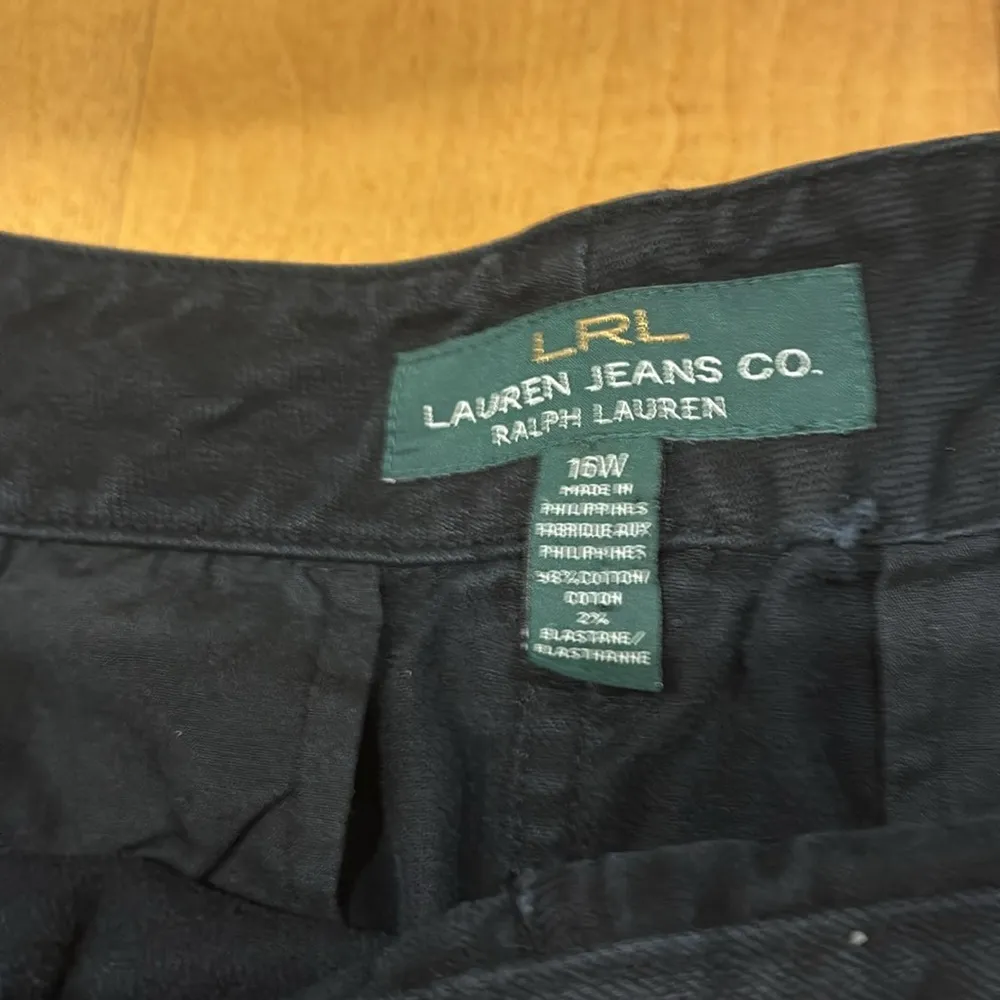 LRL
LAUREN JEANS CO.
RALPH LAUREN
16W
MADE IN
PHILIPPINES
FABRIQUE AUX
PHILIPPINES
98% COTTON/
COTON
2%
ELASTANE/
ELASTHANNE